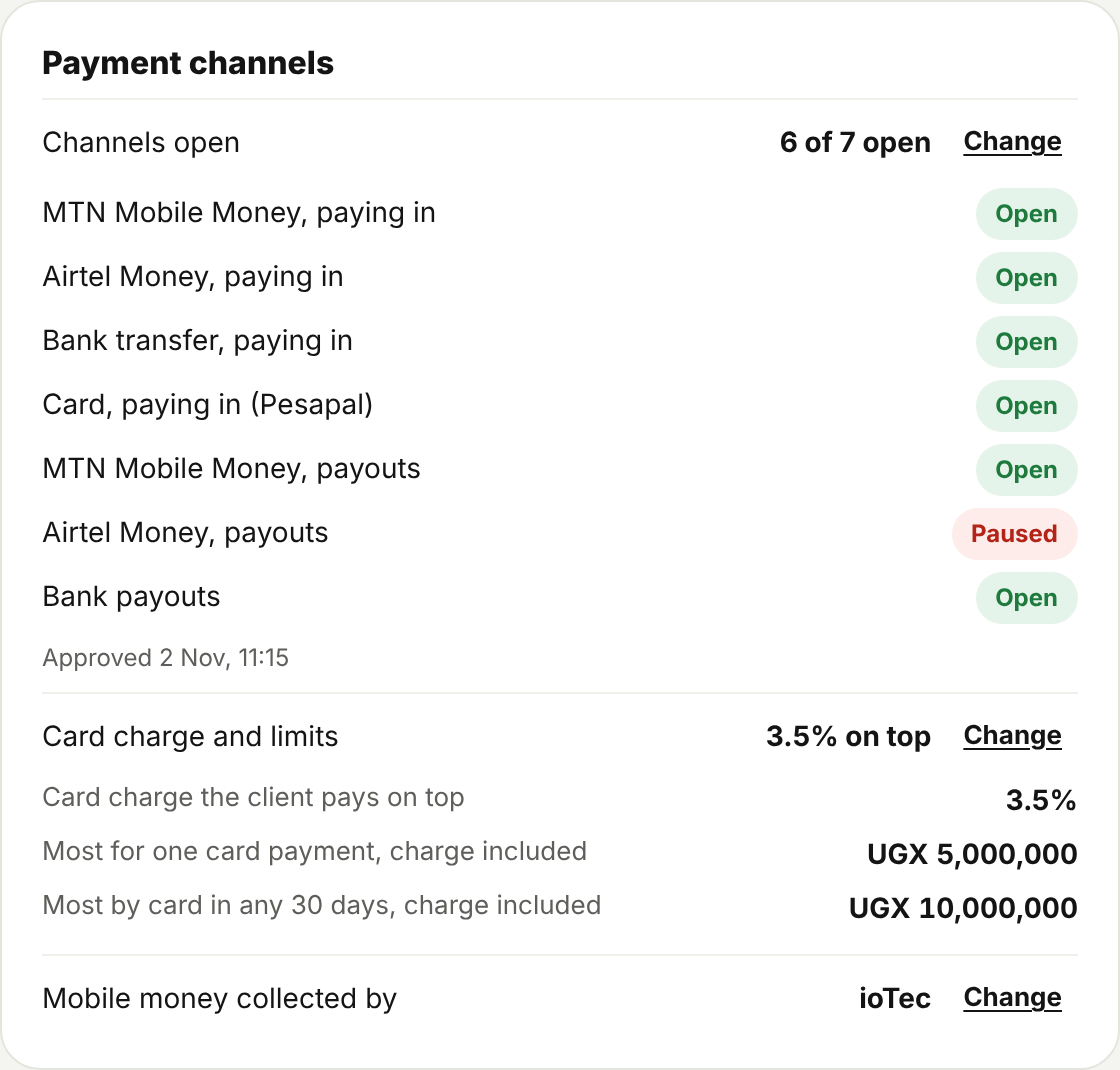 Payment channels
Channels open 6 of 7 open Change
MTN Mobile Money, paying in Open
Airtel Money, paying in Open
Bank transfer, paying in Open
Card, paying in (Pesapal) Open
MTN Mobile Money, payouts Open
Airtel Money, payouts Paused
Bank payouts Open
Approved 2 Nov, 11:15
Card charge and limits 3.5% on top Change
Card charge the client pays on top 3.5%
Most for one card payment, charge included UGX 5,000,000
Most by card in any 30 days, charge included UGX 10,000,000
Mobile money collected by ioTec Change